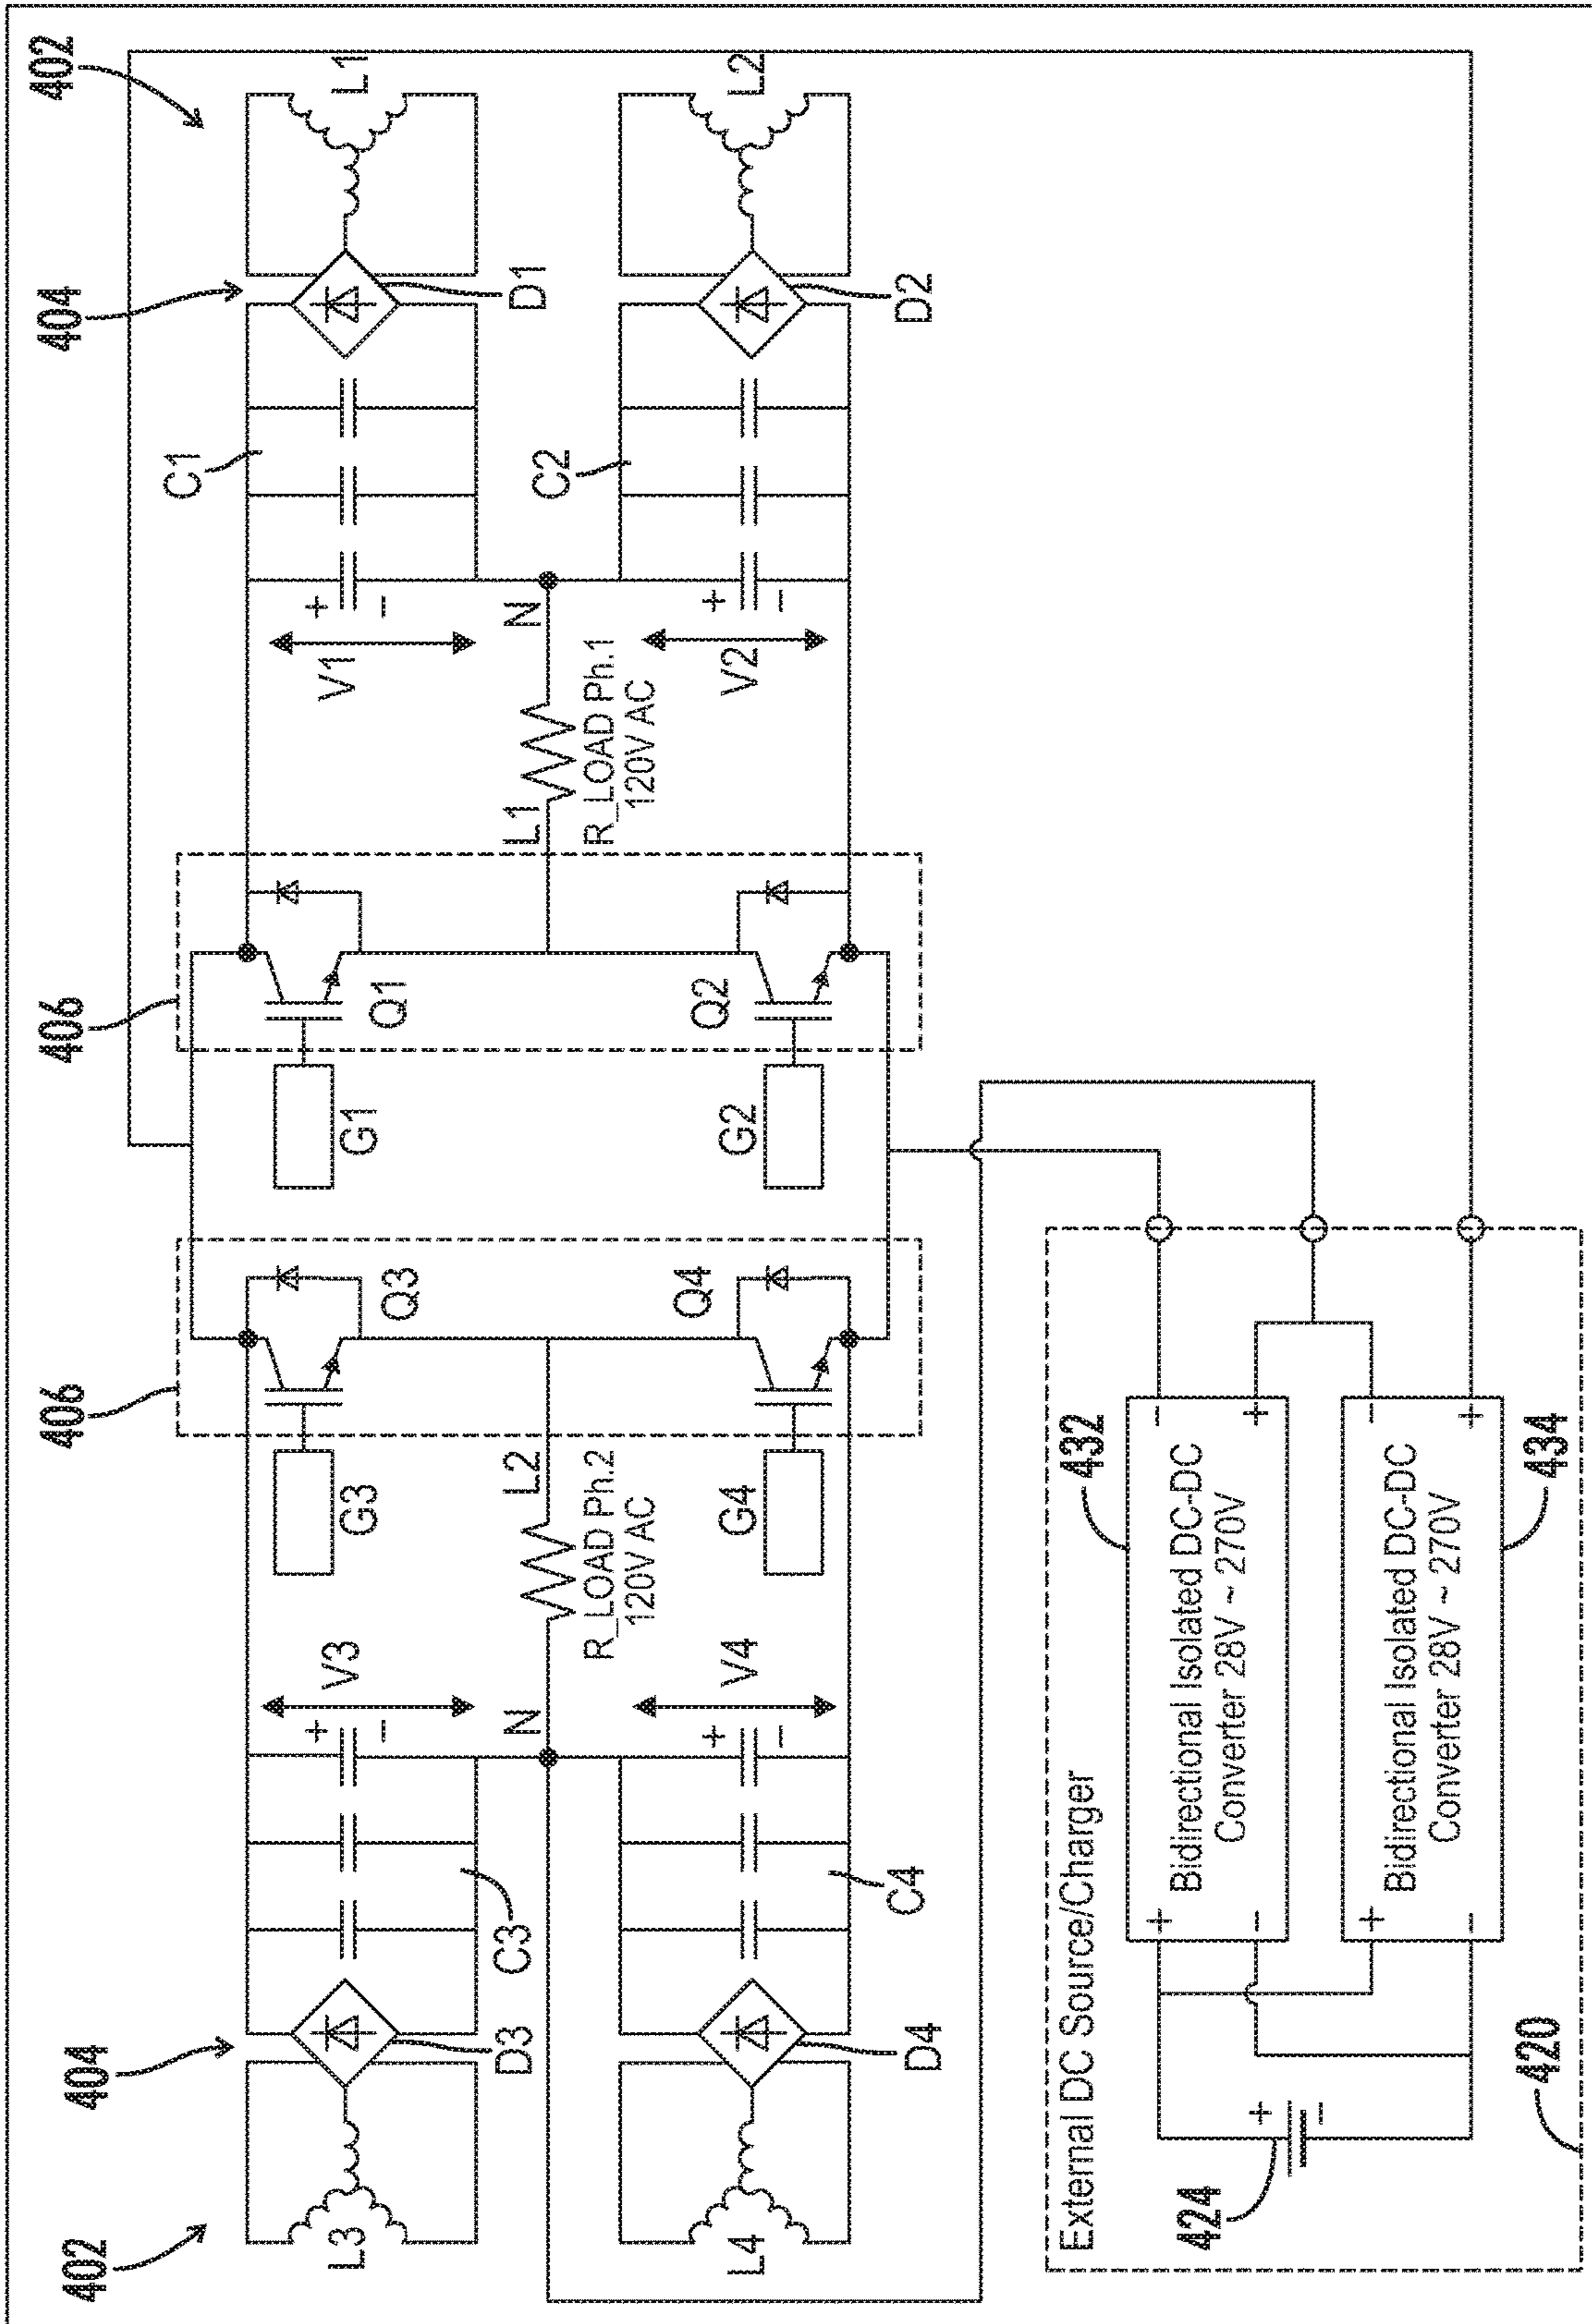 402
404
406
406
404
402
L3
D3
C3
V3
+
−
N
L2
R_LOAD Ph.2
120V AC
G3
Q3
G1
Q1
L1
R_LOAD Ph.1
120V AC
N
V1
+
−
C1
D1
L1
L4
D4
C4
V4
+
−
G4
Q4
G2
Q2
V2
+
−
C2
D2
L2
External DC Source/Charger
424
+
−
420
+
−
Bidirectional Isolated DC-DC
Converter 28V ~ 270V
−
+
432
+
−
Bidirectional Isolated DC-DC
Converter 28V ~ 270V
−
+
434